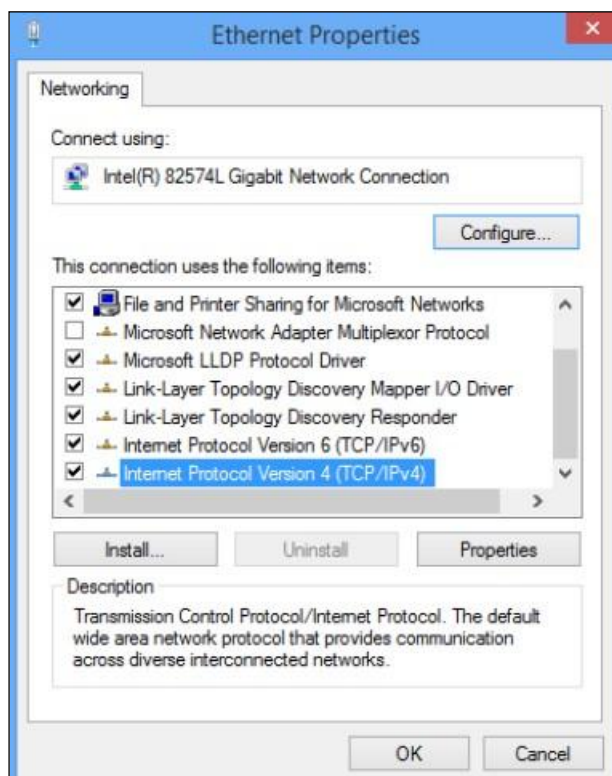 Ethernet Properties
Networking
Connect using:
Intel(R) 82574L Gigabit Network Connection
Configure...
This connection uses the following items:
File and Printer Sharing for Microsoft Networks
Microsoft Network Adapter Multiplexor Protocol
Microsoft LLDP Protocol Driver
Link-Layer Topology Discovery Mapper I/O Driver
Link-Layer Topology Discovery Responder
Internet Protocol Version 6 (TCP/IPv6)
Internet Protocol Version 4 (TCP/IPv4)
Install... Uninstall Properties
Description
Transmission Control Protocol/Internet Protocol. The default
wide area network protocol that provides communication
across diverse interconnected networks.
OK Cancel